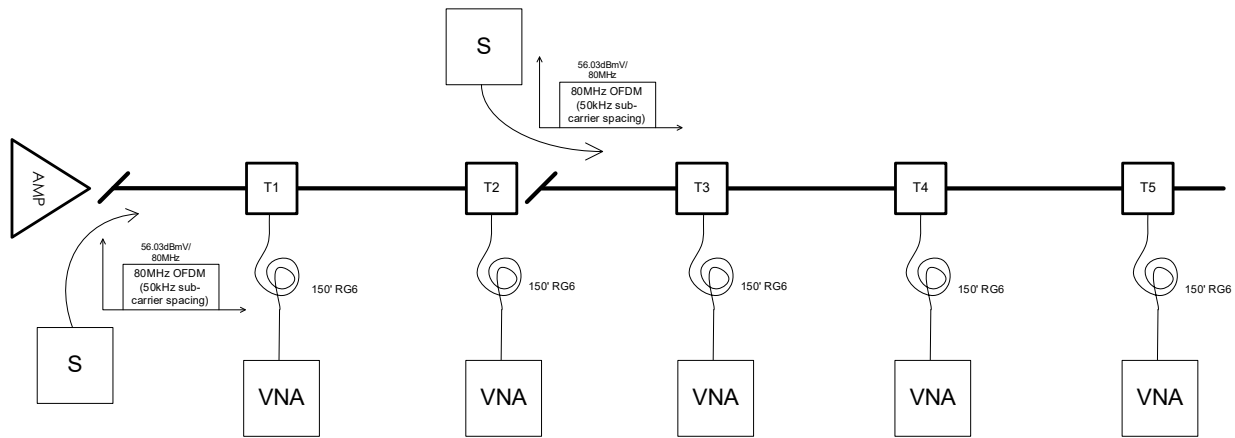 S
56.03dBmV/
80MHz
80MHz OFDM
(50kHz sub-
carrier spacing)
AMP
T1
T2
T3
T4
T5
56.03dBmV/
80MHz
80MHz OFDM
(50kHz sub-
carrier spacing)
S
150' RG6
150' RG6
150' RG6
150' RG6
150' RG6
VNA
VNA
VNA
VNA
VNA